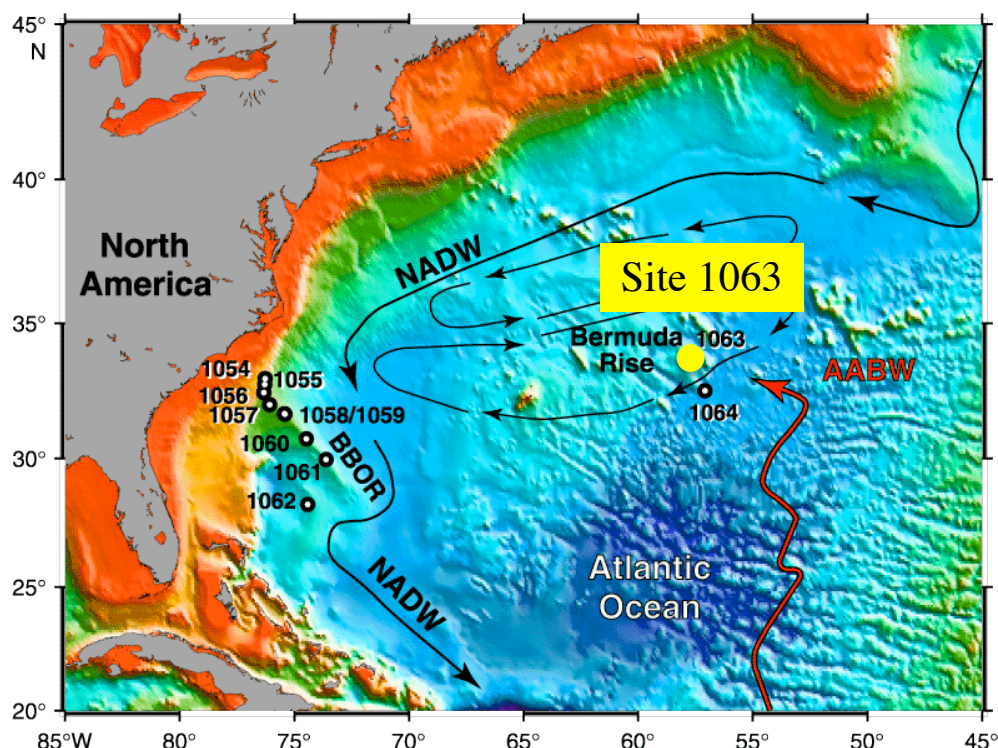 45°
N
40°
35°
30°
25°
20°
85°W
80°
75°
70°
65°
60°
55°
50°
45°
North
America
NADW
Site 1063
Bermuda
Rise
1063
1064
AABW
1054
1055
1056
1057
1058/1059
1060
1061
1062
BBOR
NADW
Atlantic
Ocean